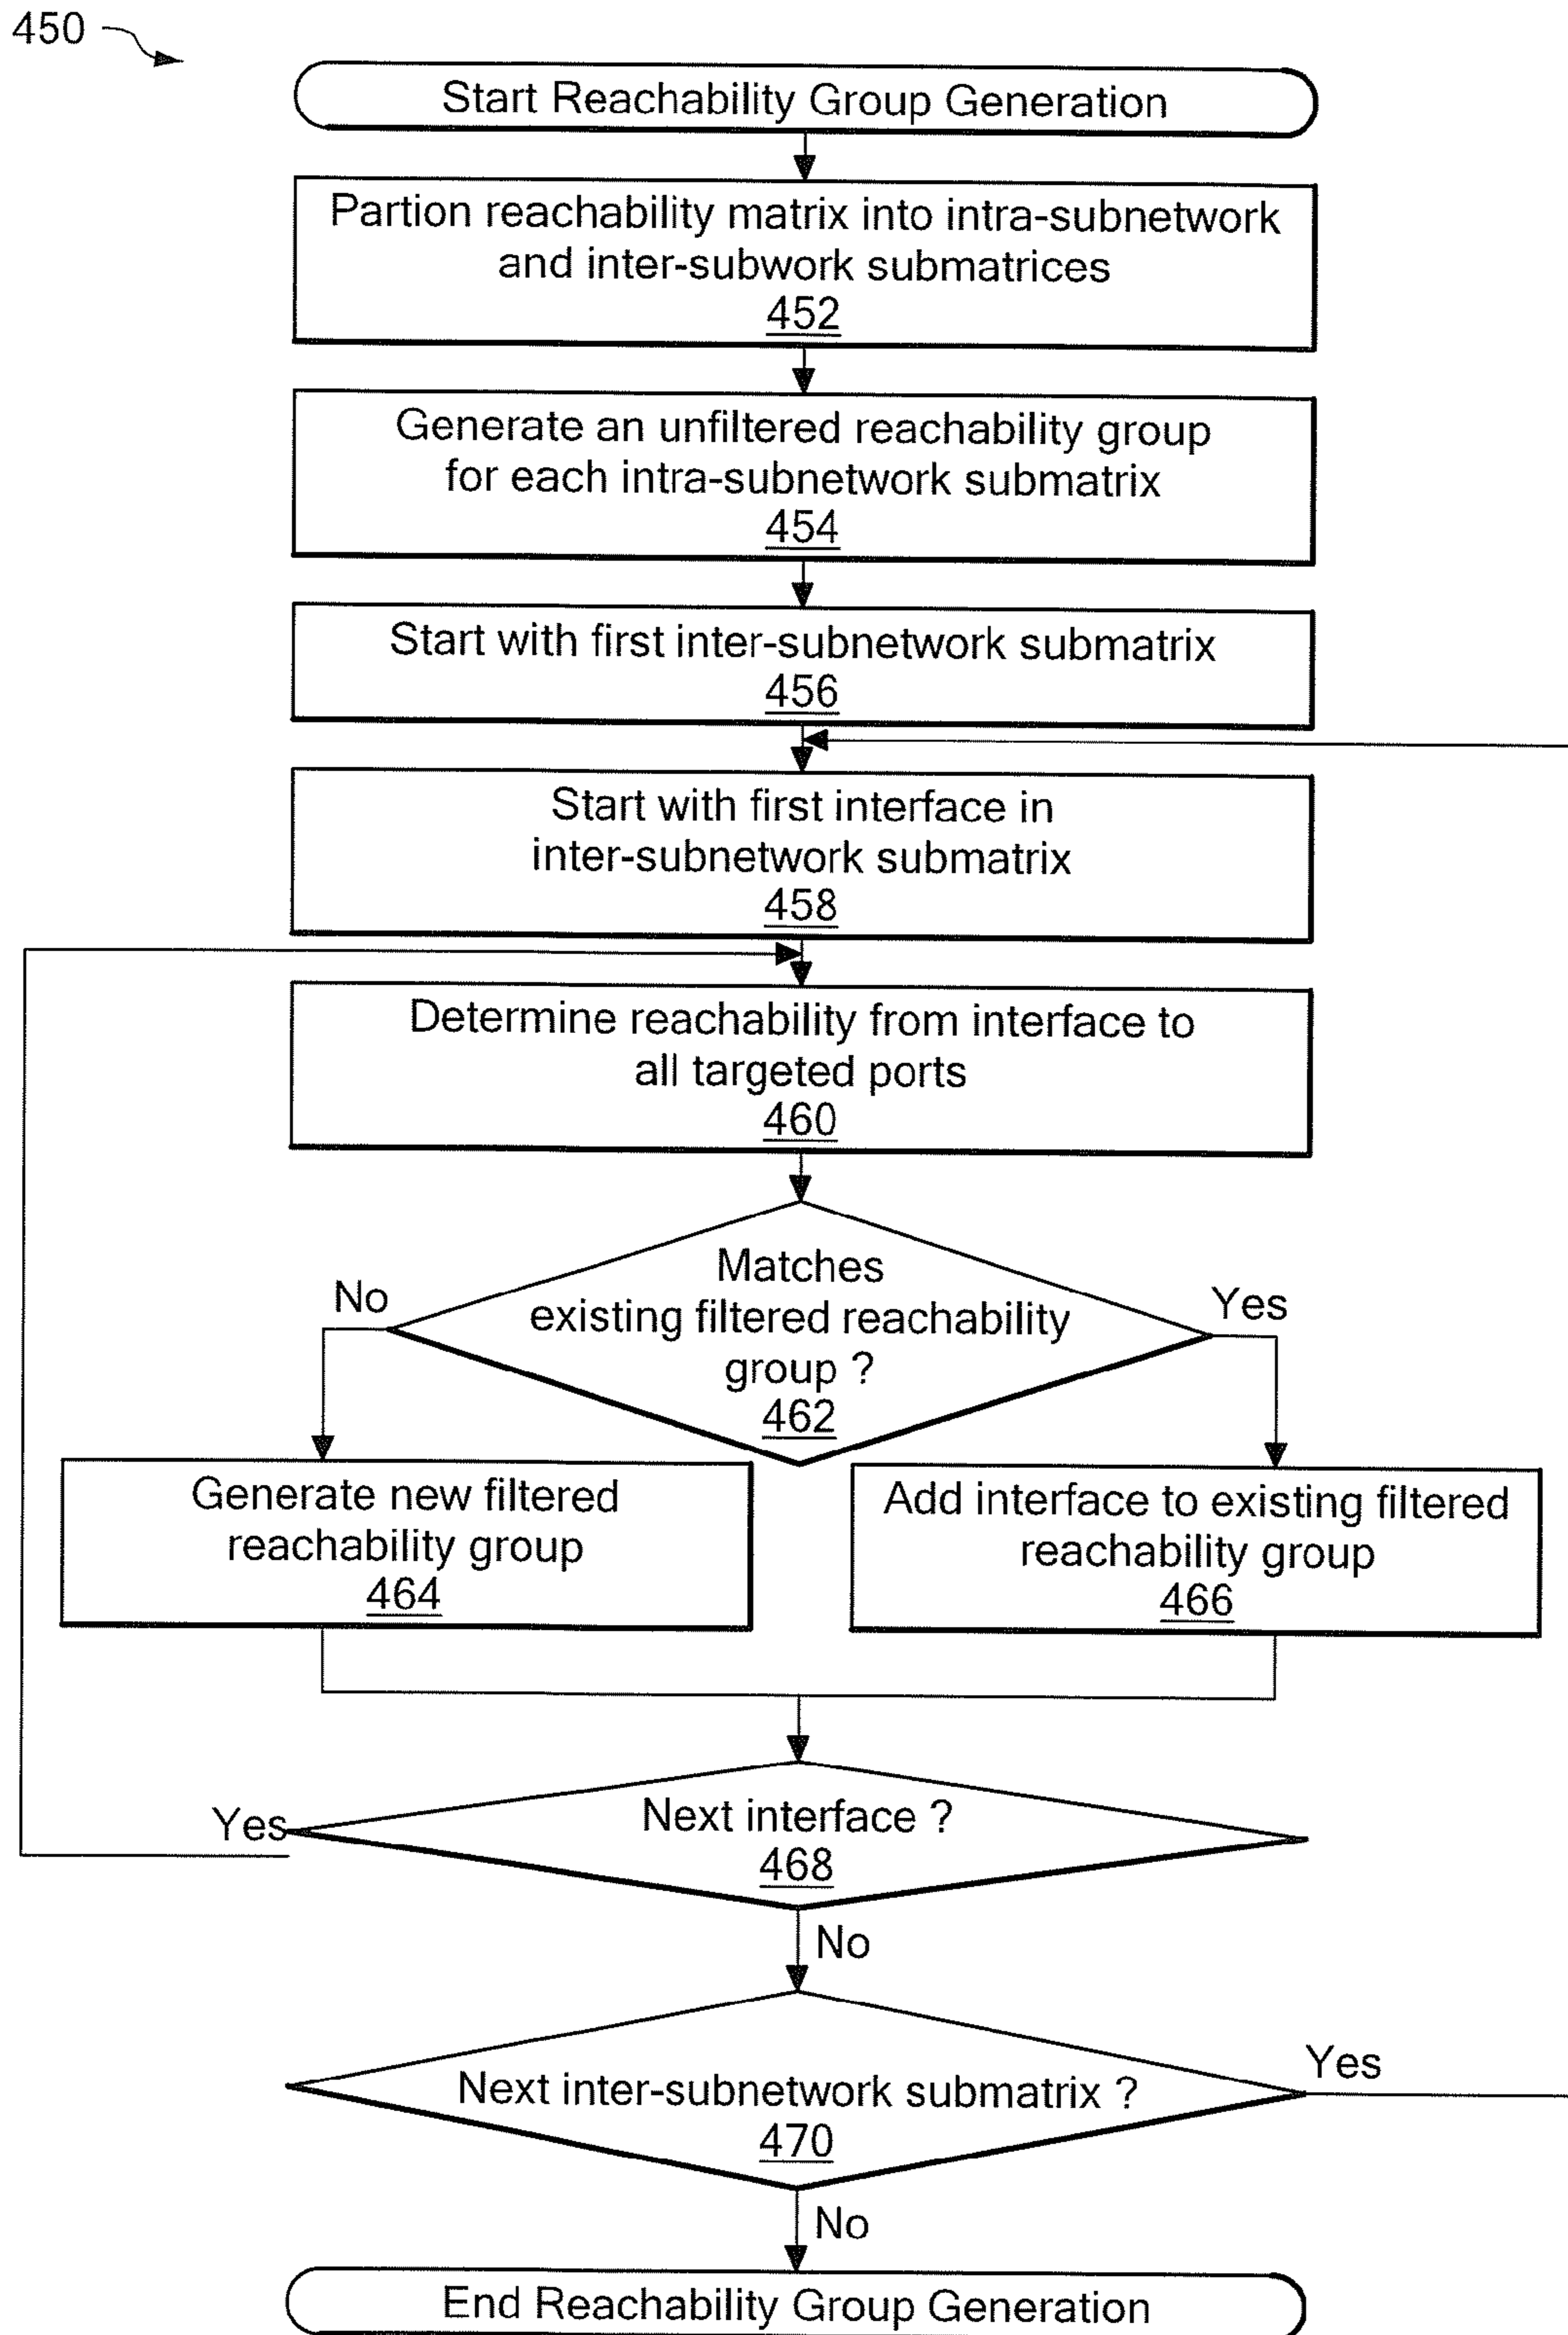 450
Start Reachability Group Generation
Partion reachability matrix into intra-subnetwork
and inter-subwork submatrices
452
Generate an unfiltered reachability group
for each intra-subnetwork submatrix
454
Start with first inter-subnetwork submatrix
456
Start with first interface in
inter-subnetwork submatrix
458
Determine reachability from interface to
all targeted ports
460
Matches
existing filtered reachability
group ?
462
No
Yes
Generate new filtered
reachability group
464
Add interface to existing filtered
reachability group
466
Next interface ?
468
Yes
No
Next inter-subnetwork submatrix ?
470
Yes
No
End Reachability Group Generation